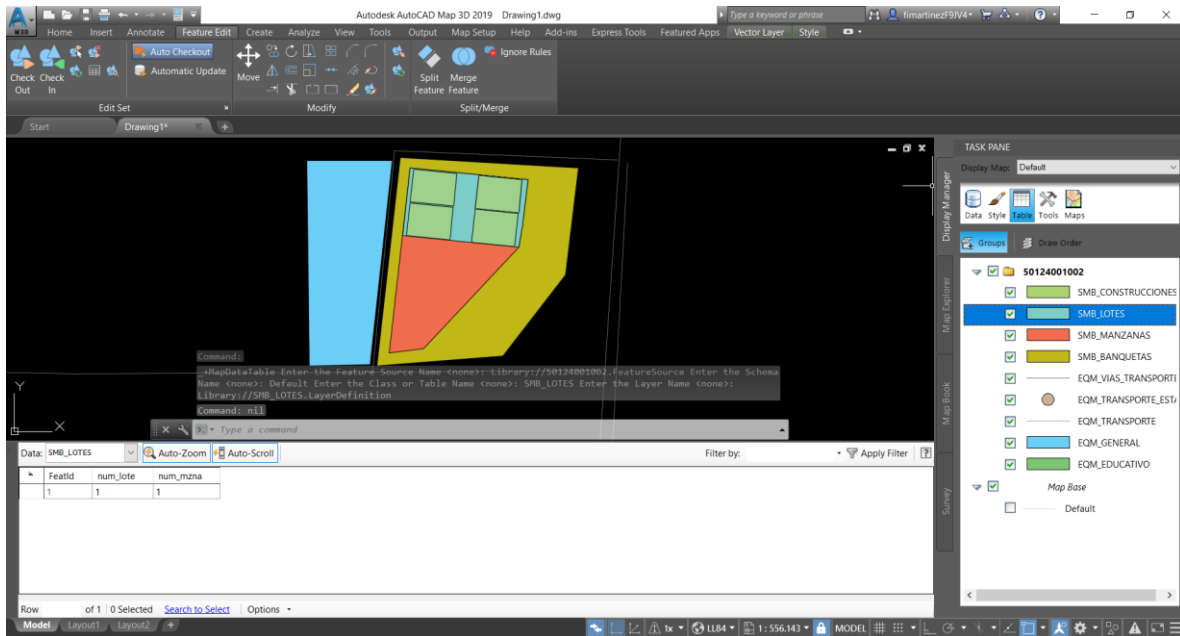 Autodesk AutoCAD Map 3D 2019 Drawing1.dwg
Type a keyword or phrase
fimartinezF9JV4
M3D
Home Insert Annotate Feature Edit Create Analyze View Tools Output Map Setup Help Add-ins Express Tools Featured Apps Vector Layer Style
Check Out
Check In
Auto Checkout
Automatic Update
Edit Set
Move
Modify
Split Feature
Merge Feature
Ignore Rules
Split/Merge
Start
Drawing1*
Command:
_+MapDataTable Enter the Feature Source Name <none>: Library://50124001002.FeatureSource Enter the Schema
Name <none>: Default Enter the Class or Table Name <none>: SMB_LOTES Enter the Layer Name <none>:
Library://SMB_LOTES.LayerDefinition
Command: nil
Type a command
Y
X
Data: SMB_LOTES Auto-Zoom Auto-Scroll Filter by: Apply Filter
FeatId num_lote num_mzna
1 1 1
Row of 1 0 Selected Search to Select Options
Model Layout1 Layout2
1x LL84 1 : 556.143 MODEL
TASK PANE
Display Map: Default
Data Style Table Tools Maps
Groups Draw Order
Display Manager
Map Explorer
Map Book
Survey
50124001002
SMB_CONSTRUCCIONES
SMB_LOTES
SMB_MANZANAS
SMB_BANQUETAS
EQM_VIAS_TRANSPORTE
EQM_TRANSPORTE_EST
EQM_TRANSPORTE
EQM_GENERAL
EQM_EDUCATIVO
Map Base
Default